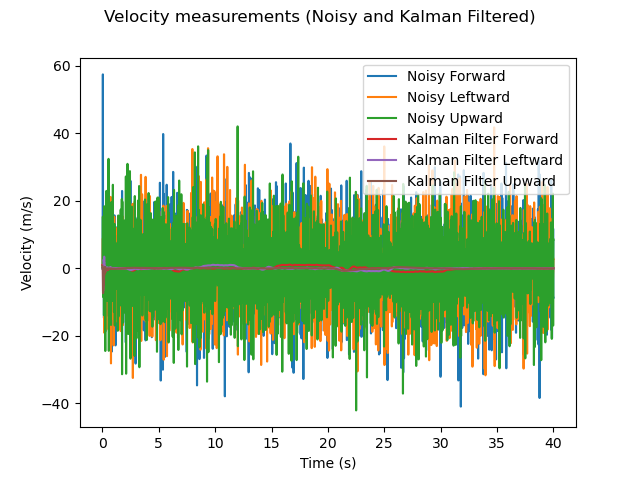 Velocity measurements (Noisy and Kalman Filtered)
60
40
20
0
−20
−40
Velocity (m/s)
Noisy Forward
Noisy Leftward
Noisy Upward
Kalman Filter Forward
Kalman Filter Leftward
Kalman Filter Upward
0 5 10 15 20 25 30 35 40
Time (s)